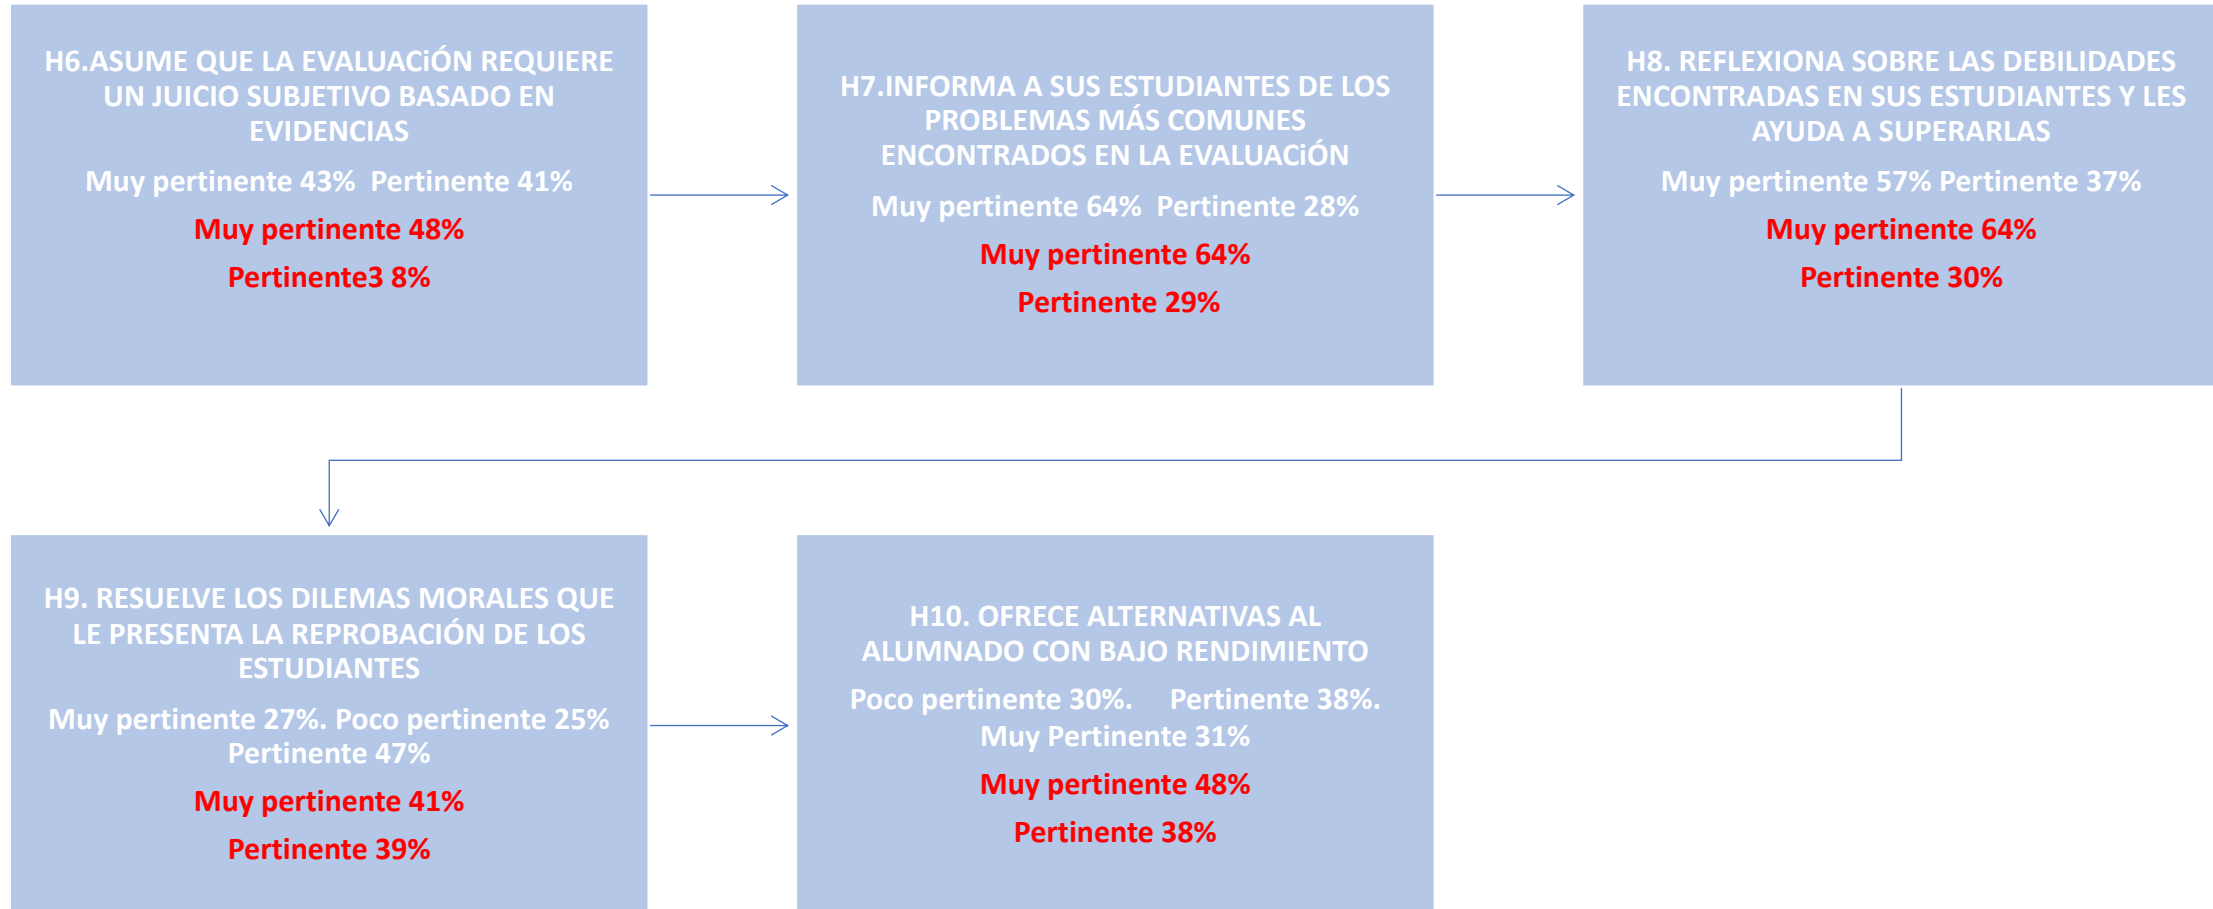 H6.ASUME QUE LA EVALUACiÓN REQUIERE
UN JUICIO SUBJETIVO BASADO EN
EVIDENCIAS
Muy pertinente 43%  Pertinente 41%
Muy pertinente 48%
Pertinente3 8%
H7.INFORMA A SUS ESTUDIANTES DE LOS
PROBLEMAS MÁS COMUNES
ENCONTRADOS EN LA EVALUACiÓN
Muy pertinente 64%  Pertinente 28%
Muy pertinente 64%
Pertinente 29%
H8. REFLEXIONA SOBRE LAS DEBILIDADES
ENCONTRADAS EN SUS ESTUDIANTES Y LES
AYUDA A SUPERARLAS
Muy pertinente 57% Pertinente 37%
Muy pertinente 64%
Pertinente 30%
H9. RESUELVE LOS DILEMAS MORALES QUE
LE PRESENTA LA REPROBACIÓN DE LOS
ESTUDIANTES
Muy pertinente 27%. Poco pertinente 25%
Pertinente 47%
Muy pertinente 41%
Pertinente 39%
H10. OFRECE ALTERNATIVAS AL
ALUMNADO CON BAJO RENDIMIENTO
Poco pertinente 30%.    Pertinente 38%.
Muy Pertinente 31%
Muy pertinente 48%
Pertinente 38%